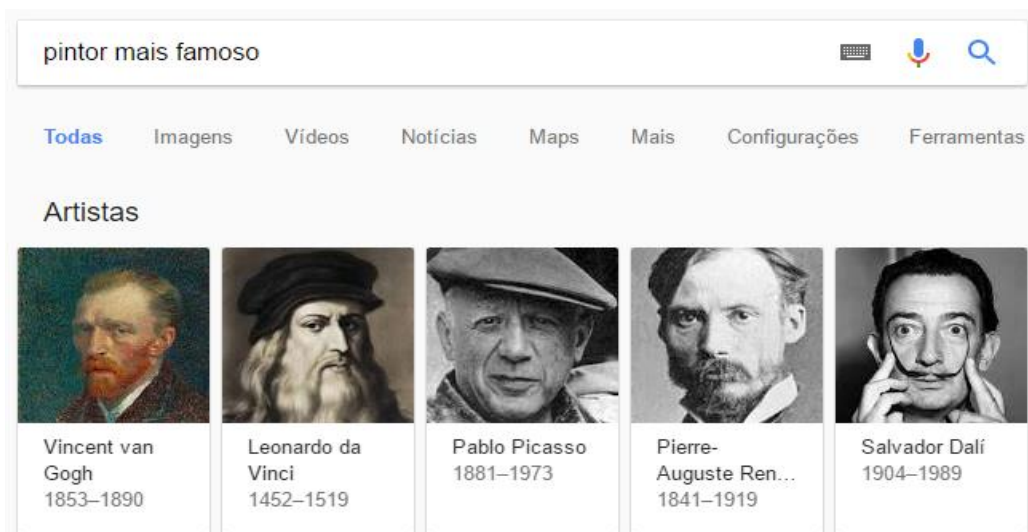 pintor mais famoso
Todas Imagens Vídeos Notícias Maps Mais Configurações Ferramentas
Artistas
Vincent van
Gogh
1853–1890
Leonardo da
Vinci
1452–1519
Pablo Picasso
1881–1973
Pierre-
Auguste Ren...
1841–1919
Salvador Dalí
1904–1989